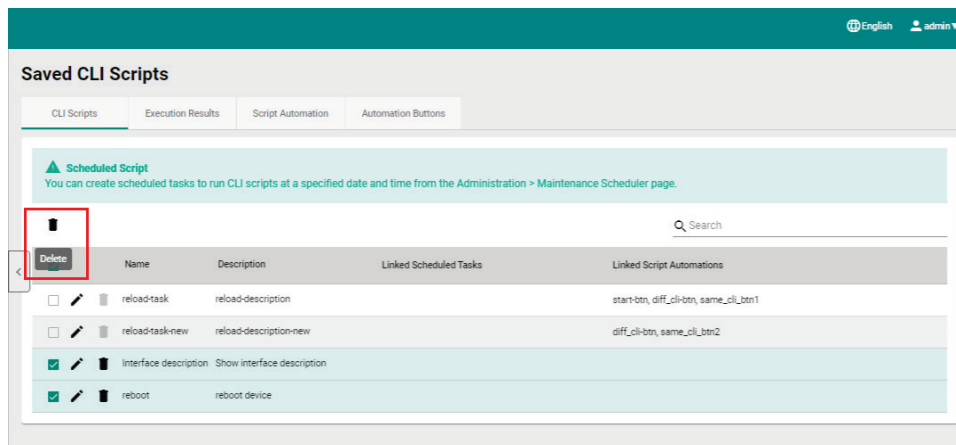 English admin
Saved CLI Scripts
CLI Scripts Execution Results Script Automation Automation Buttons
Scheduled Script
You can create scheduled tasks to run CLI scripts at a specified date and time from the Administration > Maintenance Scheduler page.
Search
Delete
Name Description Linked Scheduled Tasks Linked Script Automations
reload-task reload-description start-btn, diff_cli-btn, same_cli_btn1
reload-task-new reload-description-new diff_cli-btn, same_cli_btn2
Interface description Show interface description
reboot reboot device